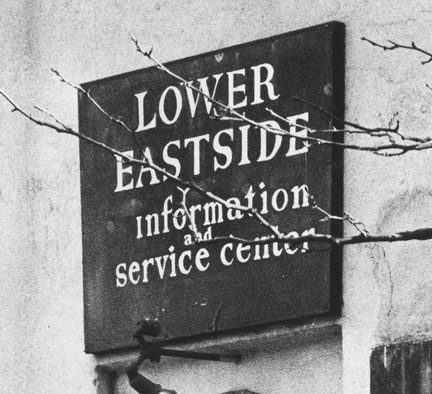 LOWER
EASTSIDE
information
and
service center